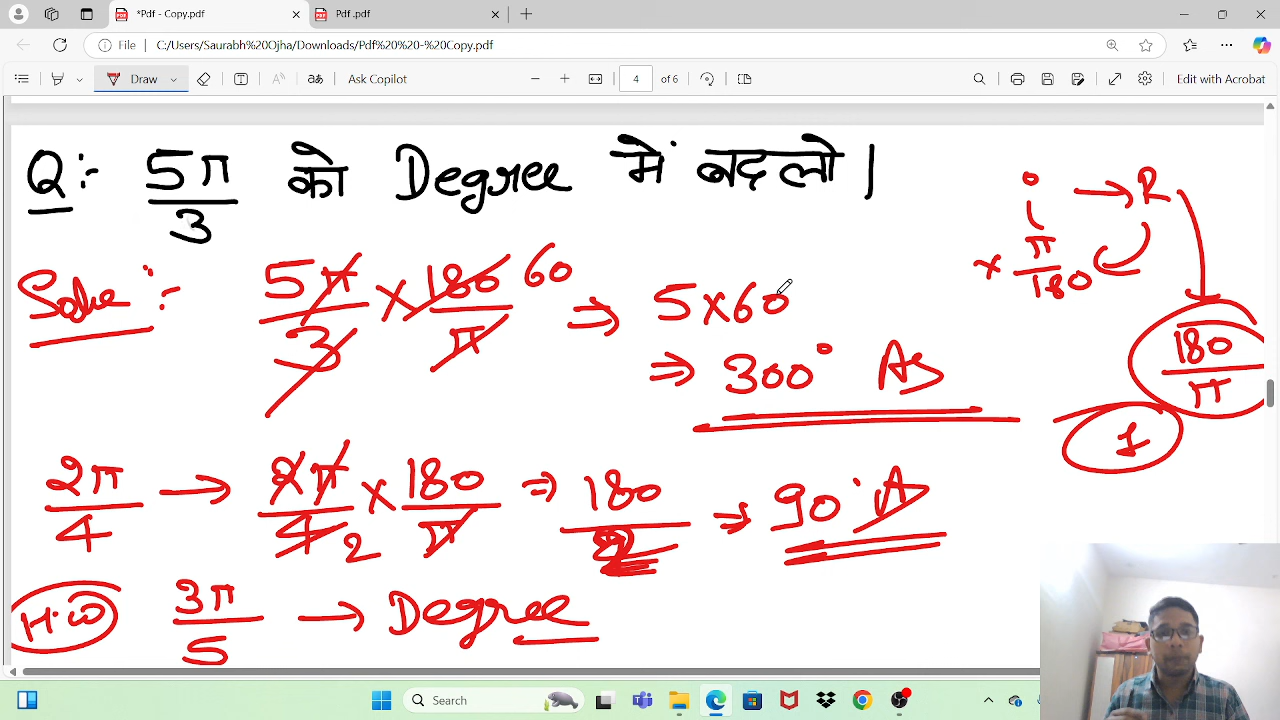 *Pdf - Copy.pdf
Pdf .pdf
File C:/Users/Saurabh%20Ojha/Downloads/Pdf%20%20-%20Copy.pdf
Draw Ask Copilot 4 of 6 Edit with Acrobat
Q:- 5π/3 को Degree में बदलो।
° → R
× π/180
180/π
Solve :- 5π/3 × 180/π 60 ⇒ 5×60
⇒ 300° As
1
2π/4 → 2π/4 2 × 180/π ⇒ 180/2 ⇒ 90° A
H.W 3π/5 → Degree
Search